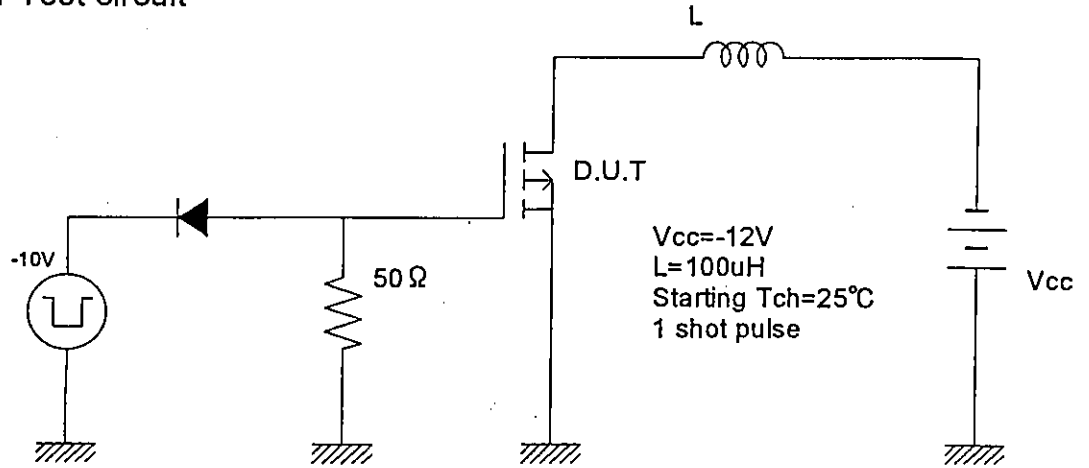 Test circuit
L
D.U.T
-10V
50Ω
Vcc=-12V
L=100uH
Starting Tch=25℃
1 shot pulse
Vcc